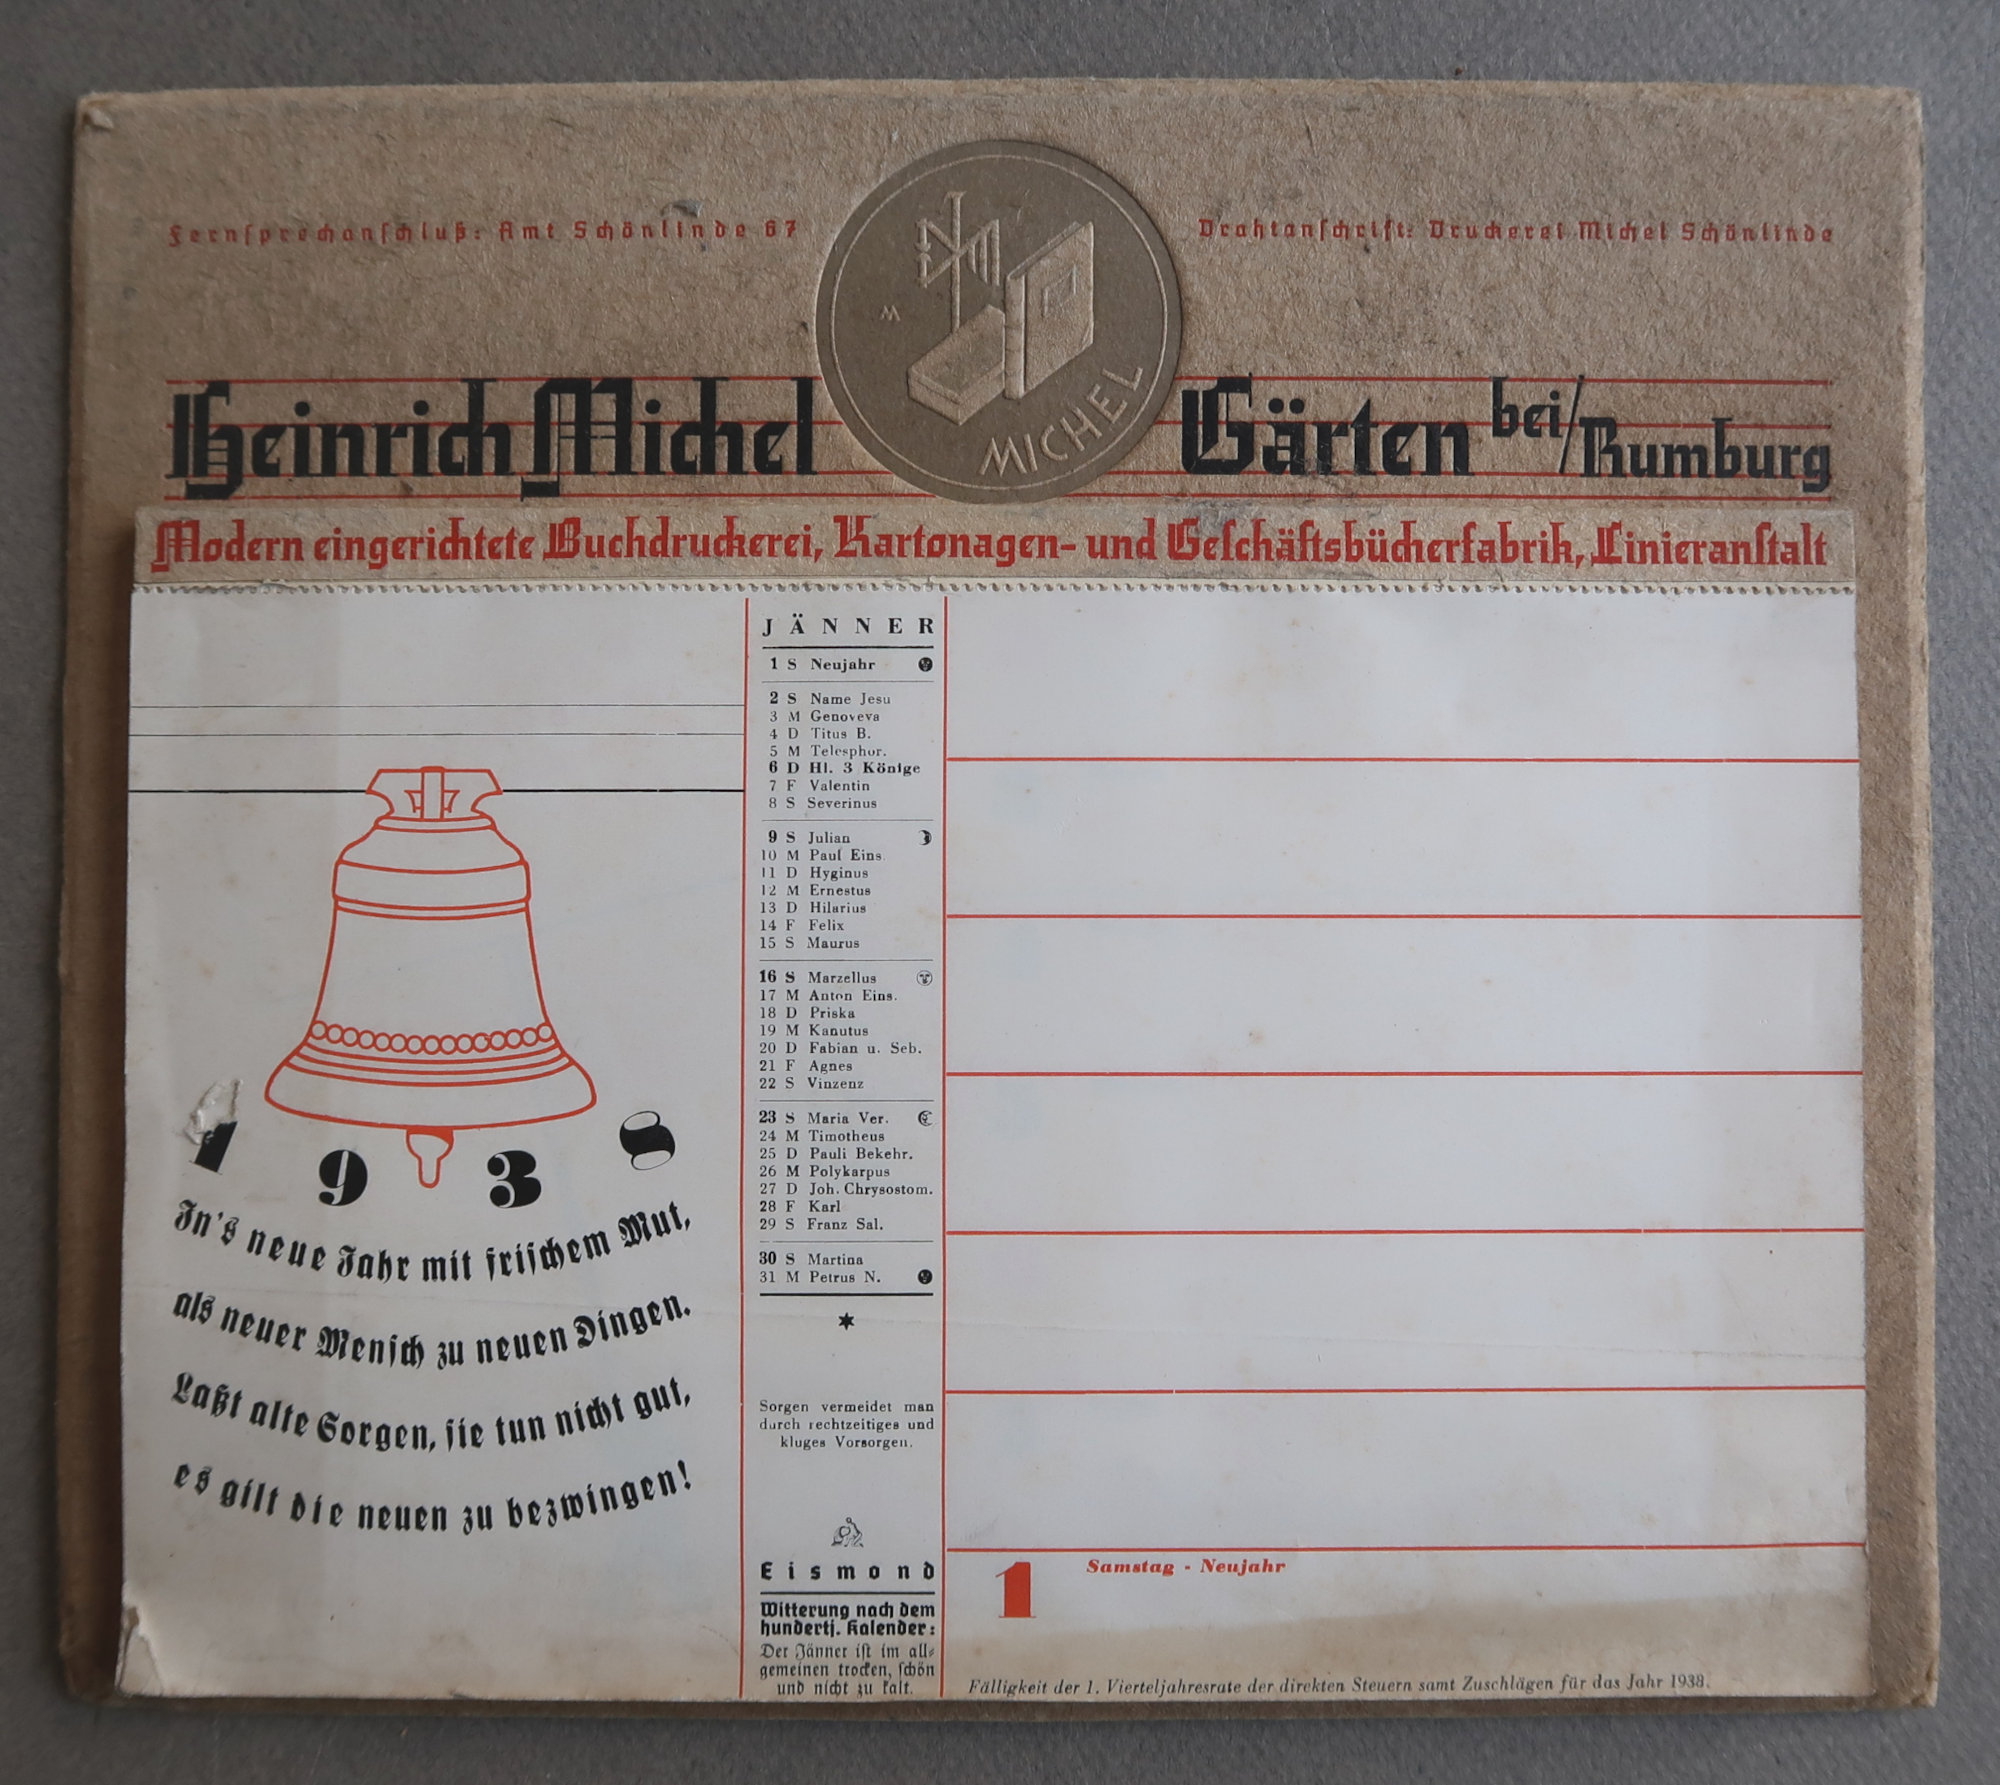 Fernsprechanschluß: Amt Schönlinde 67
Drahtanschrift: Druckerei Michel Schönlinde
M
MICHEL
Heinrich Michel
Gärten bei/Rumburg
Modern eingerichtete Buchdruckerei, Kartonagen- und Geschäftsbücherfabrik, Linieranstalt
1 9 3 8
In's neue Jahr mit frischem Mut,
als neuer Mensch zu neuen Dingen.
Laßt alte Sorgen, sie tun nicht gut,
es gilt die neuen zu bezwingen!
JÄNNER
1 S Neujahr
2 S Name Jesu
3 M Genoveva
4 D Titus B.
5 M Telesphor.
6 D Hl. 3 Könige
7 F Valentin
8 S Severinus
9 S Julian
10 M Paul Eins.
11 D Hyginus
12 M Ernestus
13 D Hilarius
14 F Felix
15 S Maurus
16 S Marzellus
17 M Anton Eins.
18 D Priska
19 M Kanutus
20 D Fabian u. Seb.
21 F Agnes
22 S Vinzenz
23 S Maria Ver.
24 M Timotheus
25 D Pauli Bekehr.
26 M Polykarpus
27 D Joh. Chrysostom.
28 F Karl
29 S Franz Sal.
30 S Martina
31 M Petrus N.
Sorgen vermeidet man
durch rechtzeitiges und
kluges Vorsorgen.
Eismond
Witterung nach dem
hundertj. Kalender:
Der Jänner ist im all=
gemeinen trocken, schön
und nicht zu kalt.
1 Samstag - Neujahr
Fälligkeit der 1. Vierteljahresrate der direkten Steuern samt Zuschlägen für das Jahr 1938.